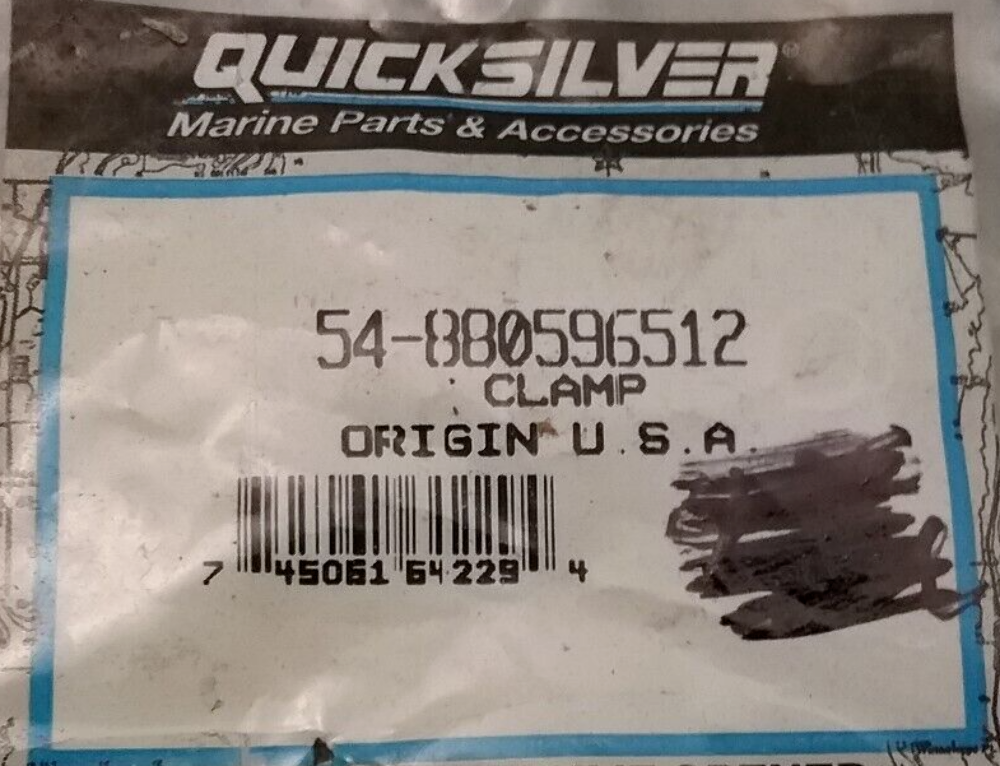 QUICKSILVER®
Marine Parts & Accessories
54-880596512
CLAMP
ORIGIN U.S.A.
7 45061 64229 4